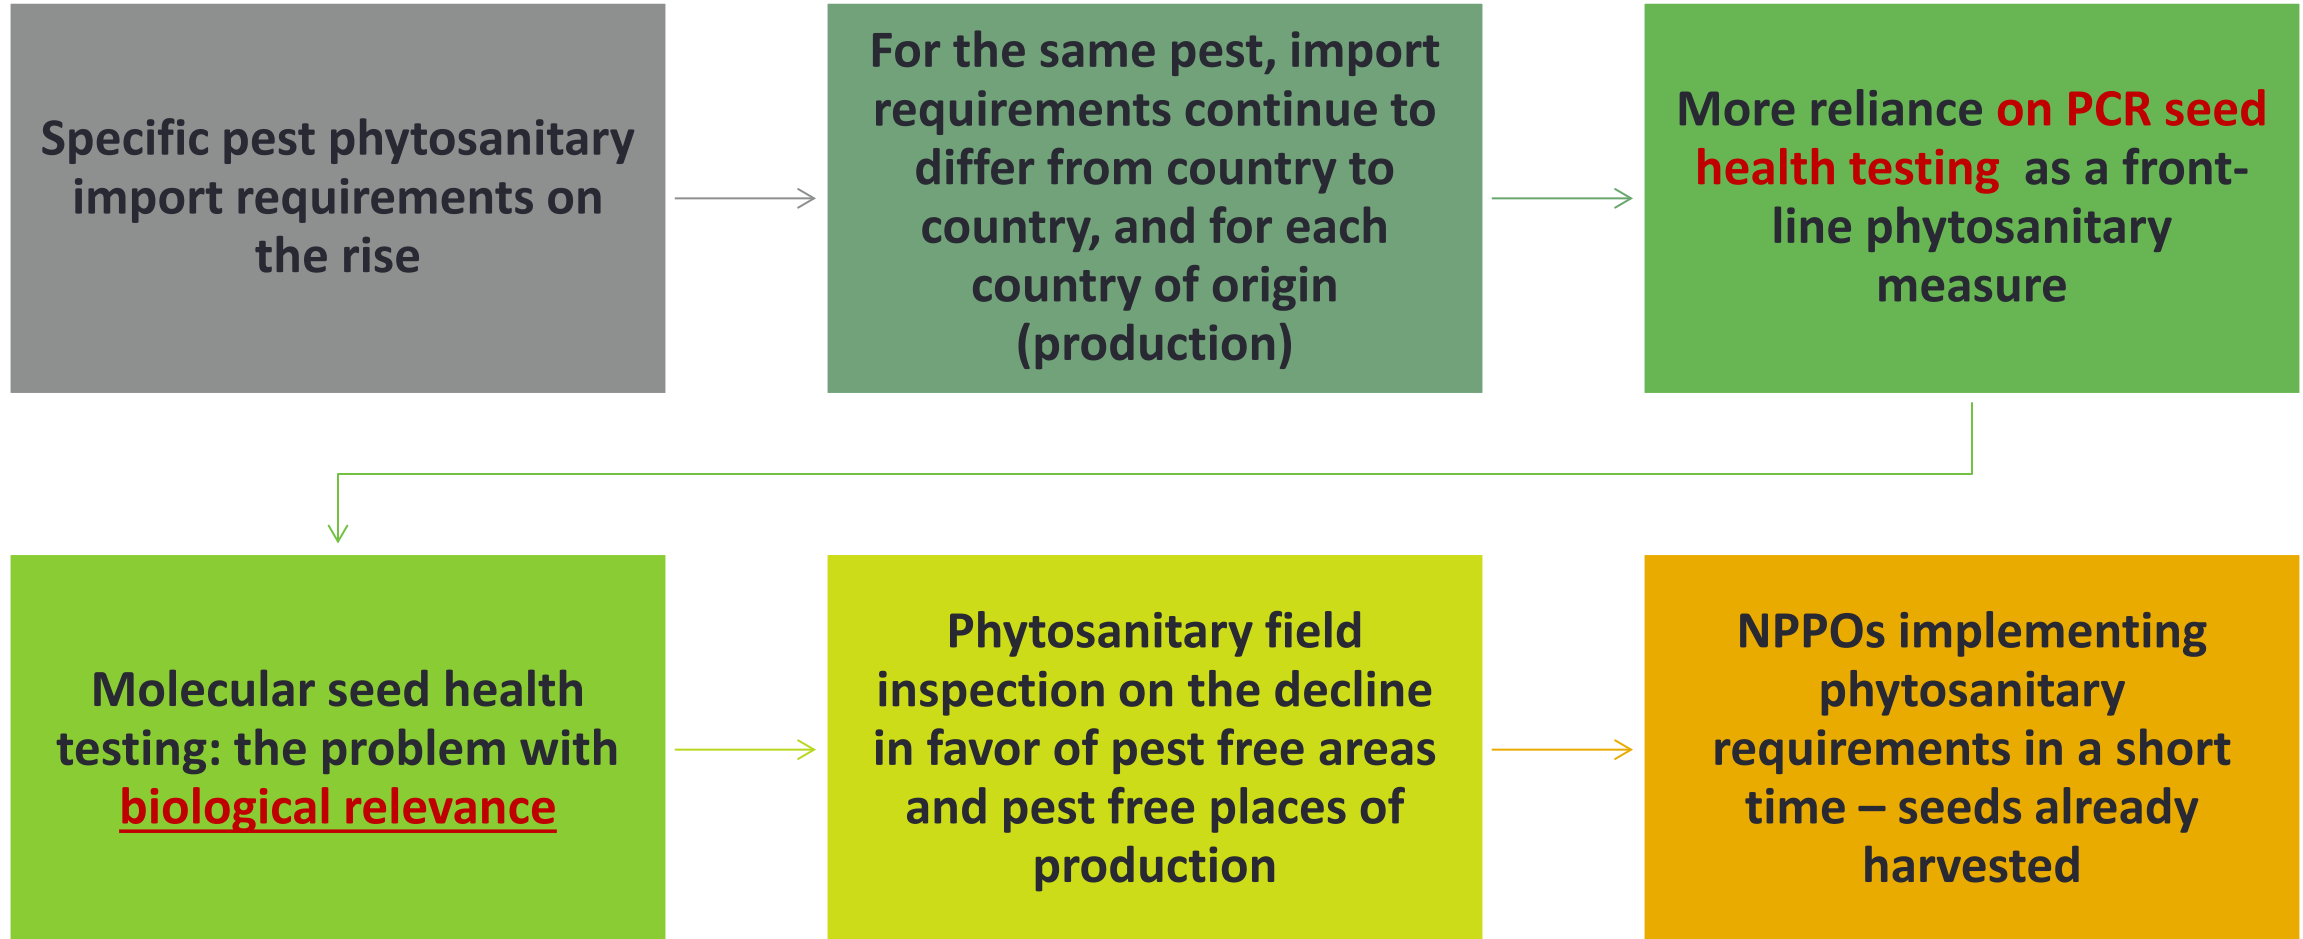 Specific pest phytosanitary
import requirements on
the rise
For the same pest, import
requirements continue to
differ from country to
country, and for each
country of origin
(production)
More reliance on PCR seed
health testing as a front-
line phytosanitary
measure
Molecular seed health
testing: the problem with
biological relevance
Phytosanitary field
inspection on the decline
in favor of pest free areas
and pest free places of
production
NPPOs implementing
phytosanitary
requirements in a short
time – seeds already
harvested